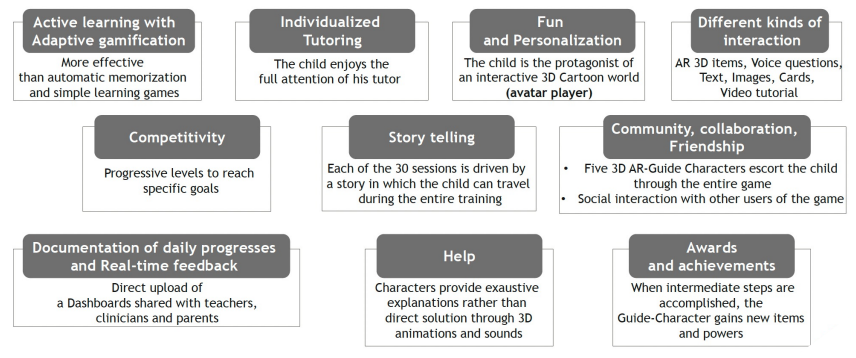 Active learning with
Adaptive gamification
More effective
than automatic memorization
and simple learning games
Individualized
Tutoring
The child enjoys the
full attention of his tutor
Fun
and Personalization
The child is the protagonist of
an interactive 3D Cartoon world
(avatar player)
Different kinds of
interaction
AR 3D items, Voice questions,
Text, Images, Cards,
Video tutorial
Competitivity
Progressive levels to reach
specific goals
Story telling
Each of the 30 sessions is driven by
a story in which the child can travel
during the entire training
Community, collaboration,
Friendship
• Five 3D AR-Guide Characters escort the child
through the entire game
• Social interaction with other users of the game
Documentation of daily progresses
and Real-time feedback
Direct upload of
a Dashboards shared with teachers,
clinicians and parents
Help
Characters provide exaustive
explanations rather than
direct solution through 3D
animations and sounds
Awards
and achievements
When intermediate steps are
accomplished, the
Guide-Character gains new items
and powers